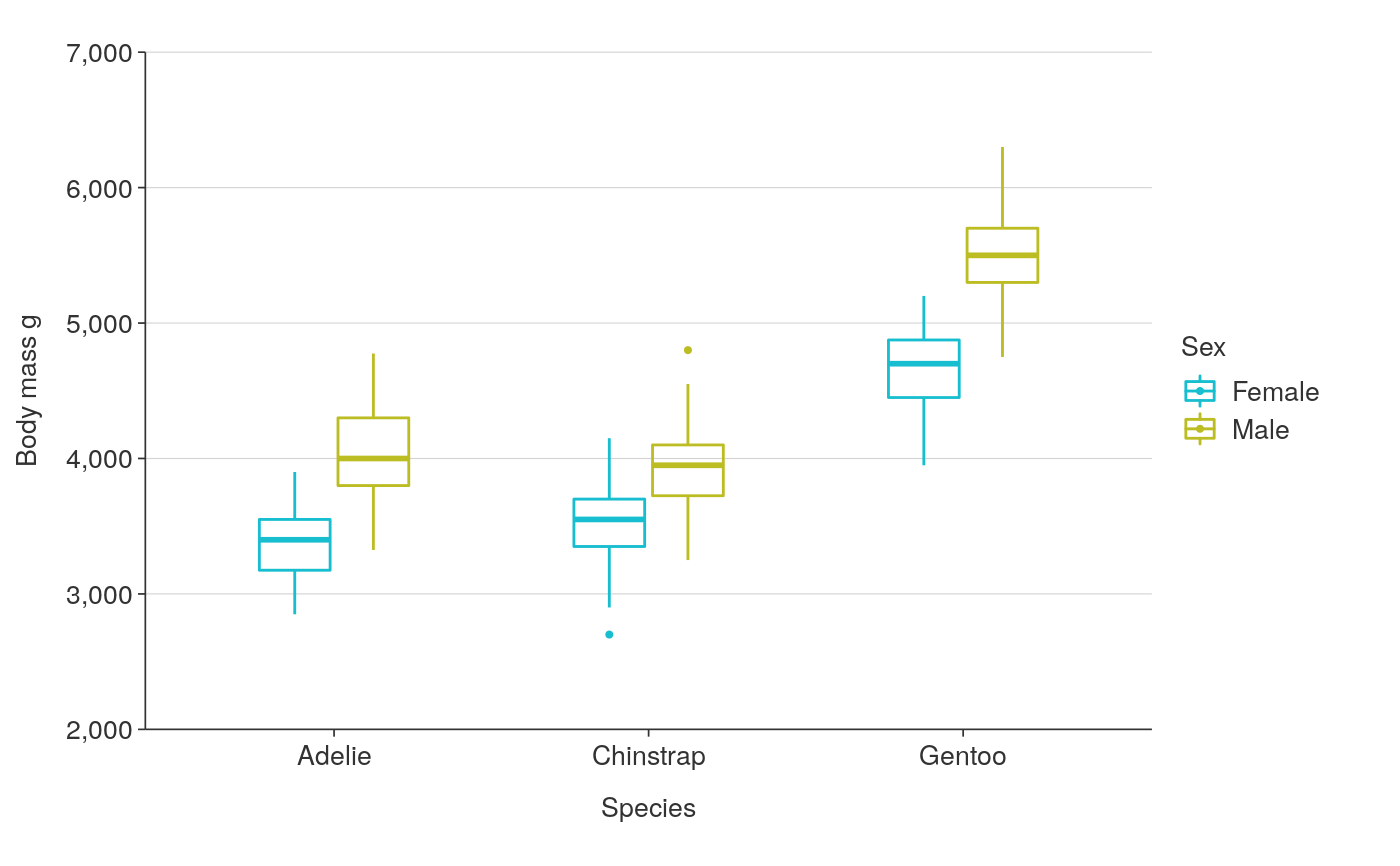 7,000
6,000
5,000
4,000
3,000
2,000
Body mass g
Adelie
Chinstrap
Gentoo
Species
Sex
Female
Male